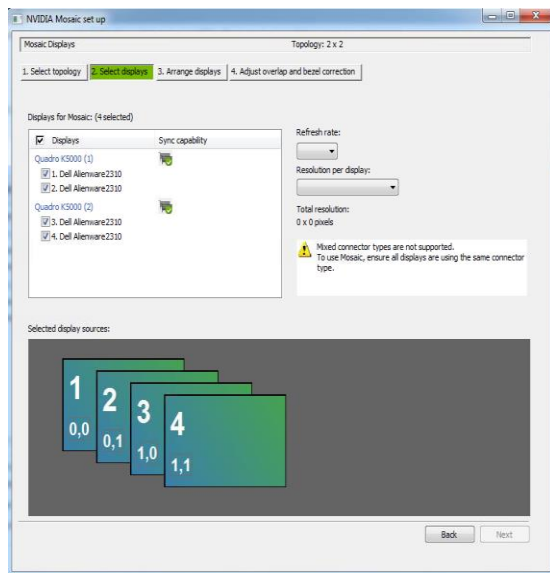 NVIDIA Mosaic set up
Mosaic Displays
Topology: 2 x 2
1. Select topology
2. Select displays
3. Arrange displays
4. Adjust overlap and bezel correction
Displays for Mosaic: (4 selected)
Displays
Sync capability
Quadro K5000 (1)
1. Dell Alienware2310
2. Dell Alienware2310
Quadro K5000 (2)
3. Dell Alienware2310
4. Dell Alienware2310
Refresh rate:
Resolution per display:
Total resolution:
0 x 0 pixels
Mixed connector types are not supported.
To use Mosaic, ensure all displays are using the same connector
type.
Selected display sources:
1
0,0
2
0,1
3
1,0
4
1,1
Back
Next